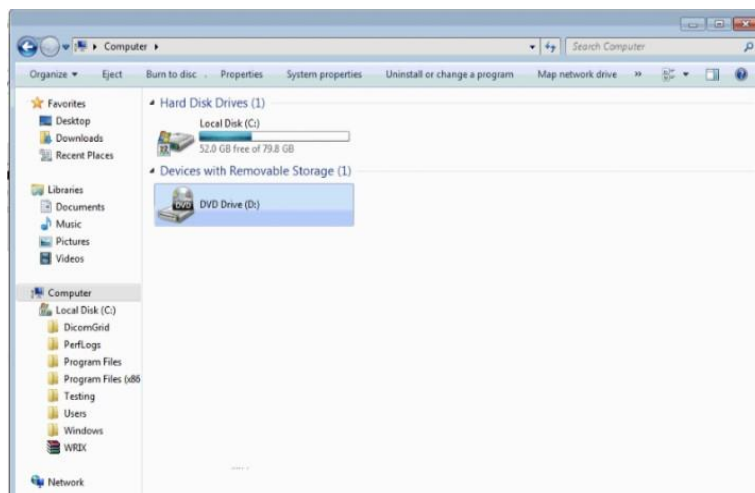 Computer
Search Computer
Organize Eject Burn to disc Properties System properties Uninstall or change a program Map network drive »
Favorites
Desktop
Downloads
Recent Places
Libraries
Documents
Music
Pictures
Videos
Computer
Local Disk (C:)
DicomGrid
PerfLogs
Program Files
Program Files (x86
Testing
Users
Windows
WRIX
Network
Hard Disk Drives (1)
Local Disk (C:)
52.0 GB free of 79.8 GB
Devices with Removable Storage (1)
DVD
DVD Drive (D:)